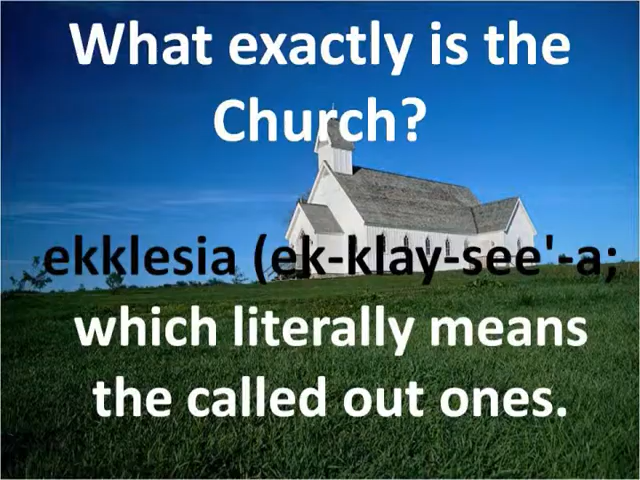 What exactly is the
Church?
ekklesia (ek-klay-see'-a;
which literally means
the called out ones.